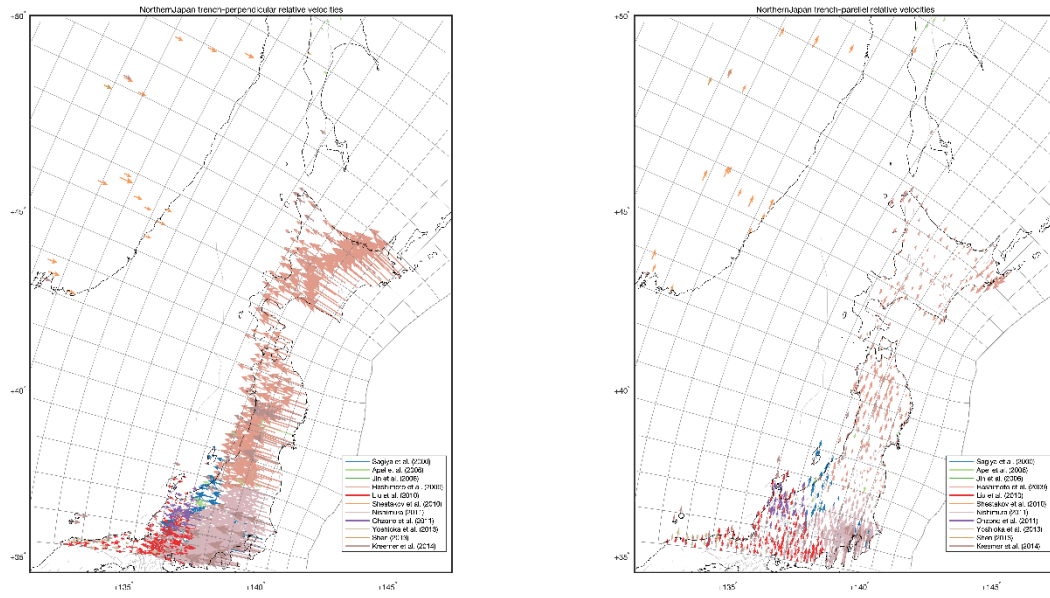 NorthernJapan trench-perpendicular relative velocities
+50°
+45°
+40°
+35°
+135°
+140°
+145°
Sagiya et al. (2000)
Apel et al. (2006)
Jin et al. (2006)
Hashimoto et al. (2009)
Liu et al. (2010)
Shestakov et al. (2010)
Nishimura (2011)
Ohzono et al. (2011)
Yoshioka et al. (2013)
Shen (2013)
Kreemer et al. (2014)
NorthernJapan trench-parellel relative velocities
+50°
+45°
+40°
+35°
+135°
+140°
+145°
Sagiya et al. (2000)
Apel et al. (2006)
Jin et al. (2006)
Hashimoto et al. (2009)
Liu et al. (2010)
Shestakov et al. (2010)
Nishimura (2011)
Ohzono et al. (2011)
Yoshioka et al. (2013)
Shen (2013)
Kreemer et al. (2014)